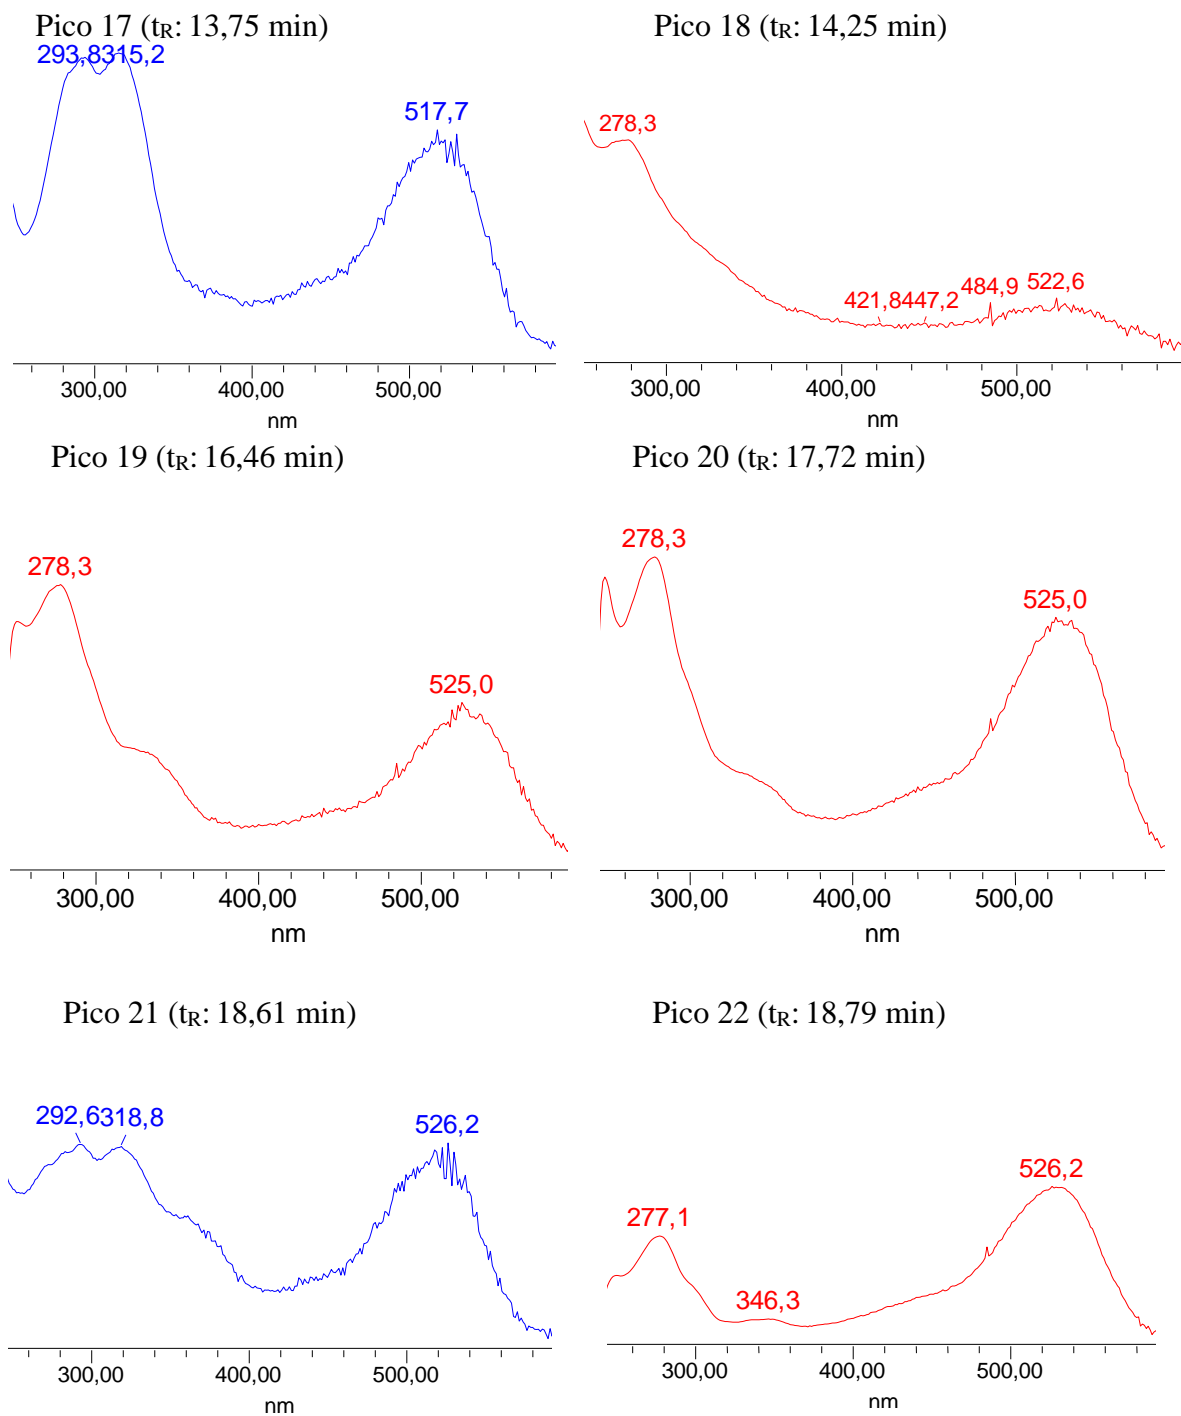 Pico 17 (tR: 13,75 min)
293,8315,2
517,7
300,00 400,00 500,00
nm
Pico 18 (tR: 14,25 min)
278,3
421,8447,2
484,9
522,6
300,00 400,00 500,00
nm
Pico 19 (tR: 16,46 min)
278,3
525,0
300,00 400,00 500,00
nm
Pico 20 (tR: 17,72 min)
278,3
525,0
300,00 400,00 500,00
nm
Pico 21 (tR: 18,61 min)
292,6318,8
526,2
300,00 400,00 500,00
nm
Pico 22 (tR: 18,79 min)
277,1
346,3
526,2
300,00 400,00 500,00
nm